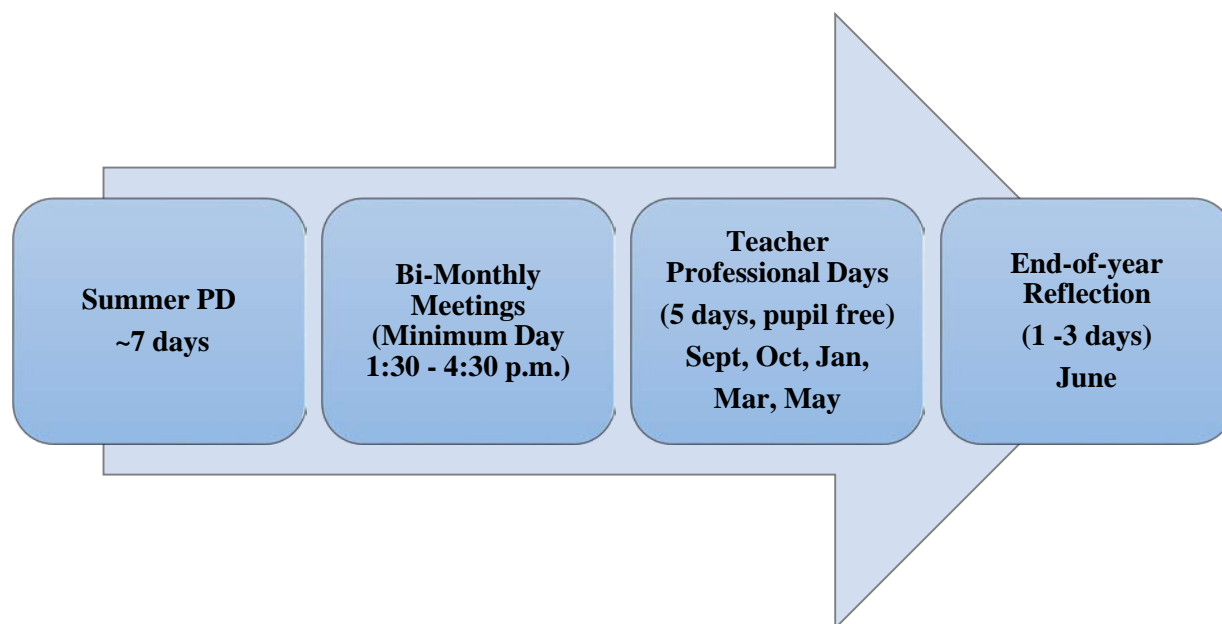 Summer PD
~7 days
Bi-Monthly
Meetings
(Minimum Day
1:30 - 4:30 p.m.)
Teacher
Professional Days
(5 days, pupil free)
Sept, Oct, Jan,
Mar, May
End-of-year
Reflection
(1 -3 days)
June